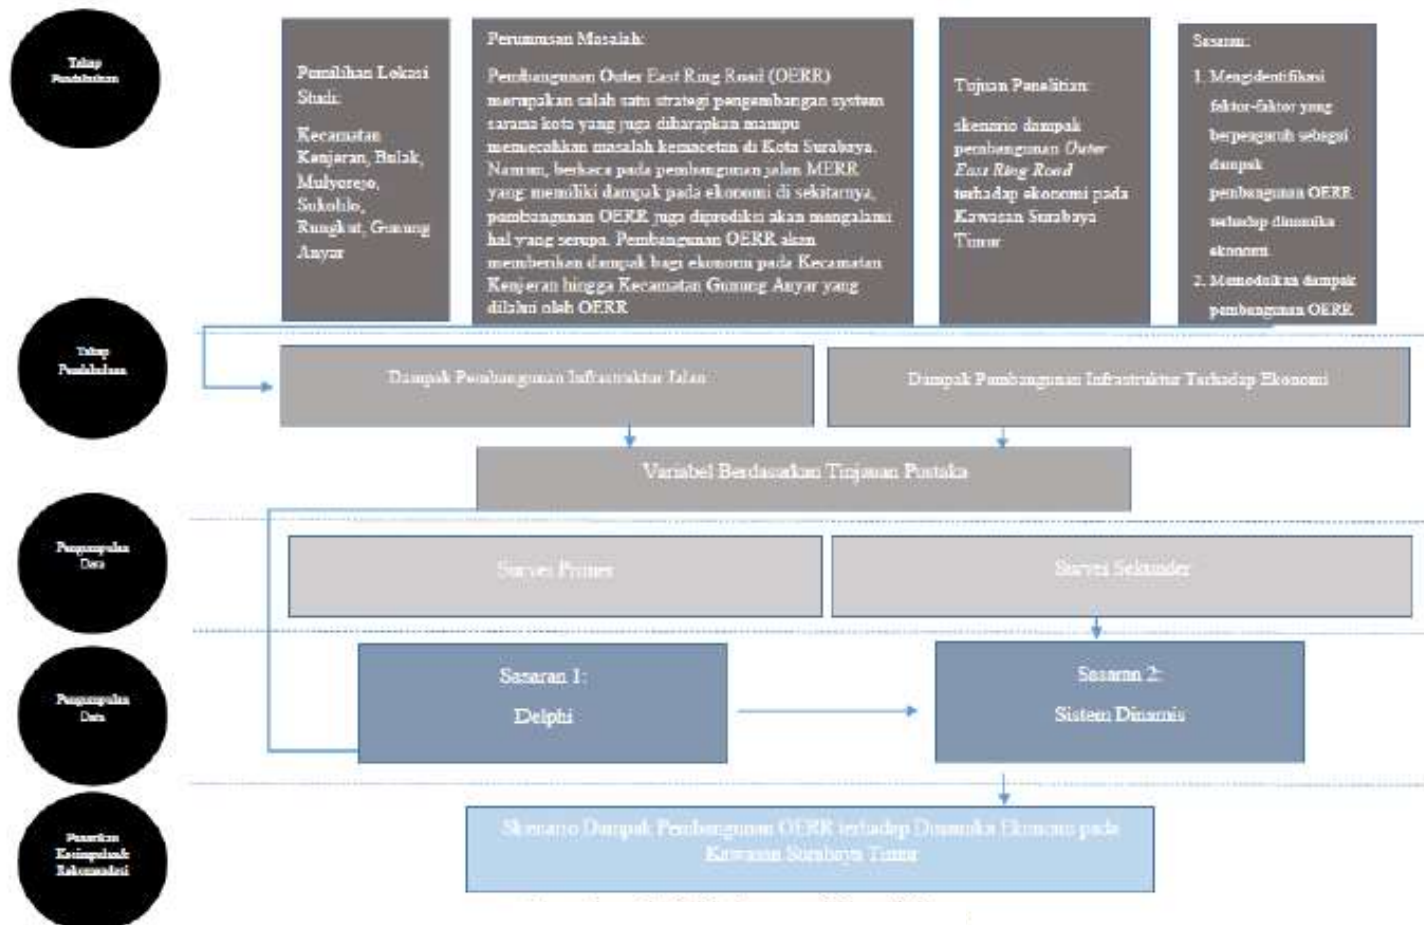 Tahap
Pendahuluan
Pemilihan Lokasi
Studi:
Kecamatan
Kenjeran, Bulak,
Mulyorejo,
Sukolilo,
Rungkut, Gunung
Anyar
Perumusan Masalah:
Pembangunan Outer East Ring Road (OERR)
merupakan salah satu strategi pengembangan system
sarana kota yang juga diharapkan mampu
memecahkan masalah kemacetan di Kota Surabaya.
Namun, berkaca pada pembangunan jalan MERR
yang memiliki dampak pada ekonomi di sekitarnya,
pembangunan OERR juga diprediksi akan mengalami
hal yang serupa. Pembangunan OERR akan
memberikan dampak bagi ekonomi pada Kecamatan
Kenjeran hingga Kecamatan Gunung Anyar yang
dilalui oleh OERR
Tujuan Penelitian:
skenario dampak
pembangunan Outer
East Ring Road
terhadap ekonomi pada
Kawasan Surabaya
Timur
Sasaran:
1. Mengidentifikasi
faktor-faktor yang
berpengaruh sebagai
dampak
pembangunan OERR
terhadap dinamika
ekonomi
2. Memodelkan dampak
pembangunan OERR
Tahap
Pendahuluan
Dampak Pembangunan Infrastruktur Jalan
Dampak Pembangunan Infrastruktur Terhadap Ekonomi
Variabel Berdasarkan Tinjauan Pustaka
Pengumpulan
Data
Survei Primer
Survei Sekunder
Pengumpulan
Data
Sasaran 1:
Delphi
Sasaran 2:
Sistem Dinamis
Penarikan
Kesimpulan&
Rekomendasi
Skenario Dampak Pembangunan OERR terhadap Dinamika Ekonomi pada
Kawasan Surabaya Timur